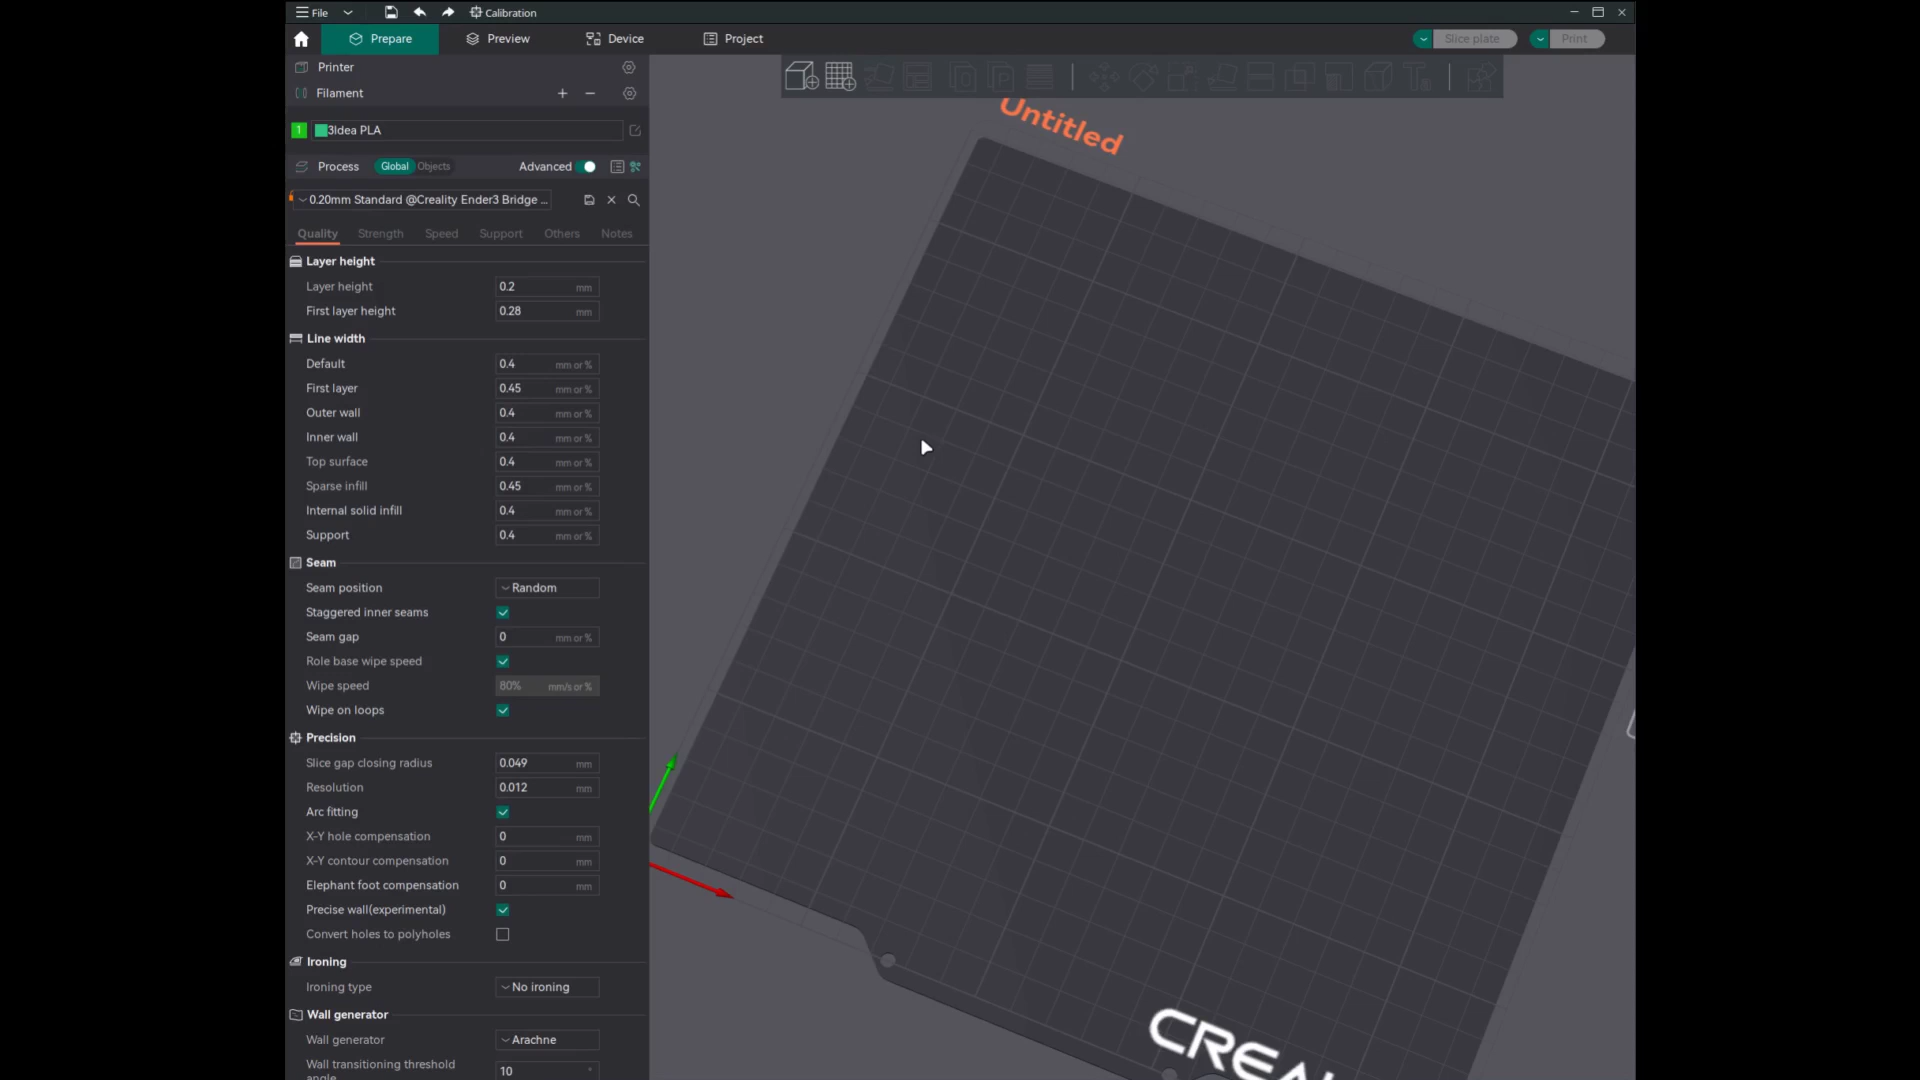 File
Calibration
Prepare
Preview
Device
Project
Slice plate
Print
Printer
Filament
1
3Idea PLA
Process
Global
Objects
Advanced
0.20mm Standard @Creality Ender3 Bridge ...
Quality
Strength
Speed
Support
Others
Notes
Layer height
Layer height 0.2 mm
First layer height 0.28 mm
Line width
Default 0.4 mm or %
First layer 0.45 mm or %
Outer wall 0.4 mm or %
Inner wall 0.4 mm or %
Top surface 0.4 mm or %
Sparse infill 0.45 mm or %
Internal solid infill 0.4 mm or %
Support 0.4 mm or %
Seam
Seam position Random
Staggered inner seams
Seam gap 0 mm or %
Role base wipe speed
Wipe speed 80% mm/s or %
Wipe on loops
Precision
Slice gap closing radius 0.049 mm
Resolution 0.012 mm
Arc fitting
X-Y hole compensation 0 mm
X-Y contour compensation 0 mm
Elephant foot compensation 0 mm
Precise wall(experimental)
Convert holes to polyholes
Ironing
Ironing type No ironing
Wall generator
Wall generator Arachne
Wall transitioning threshold
angle 10 °
Untitled